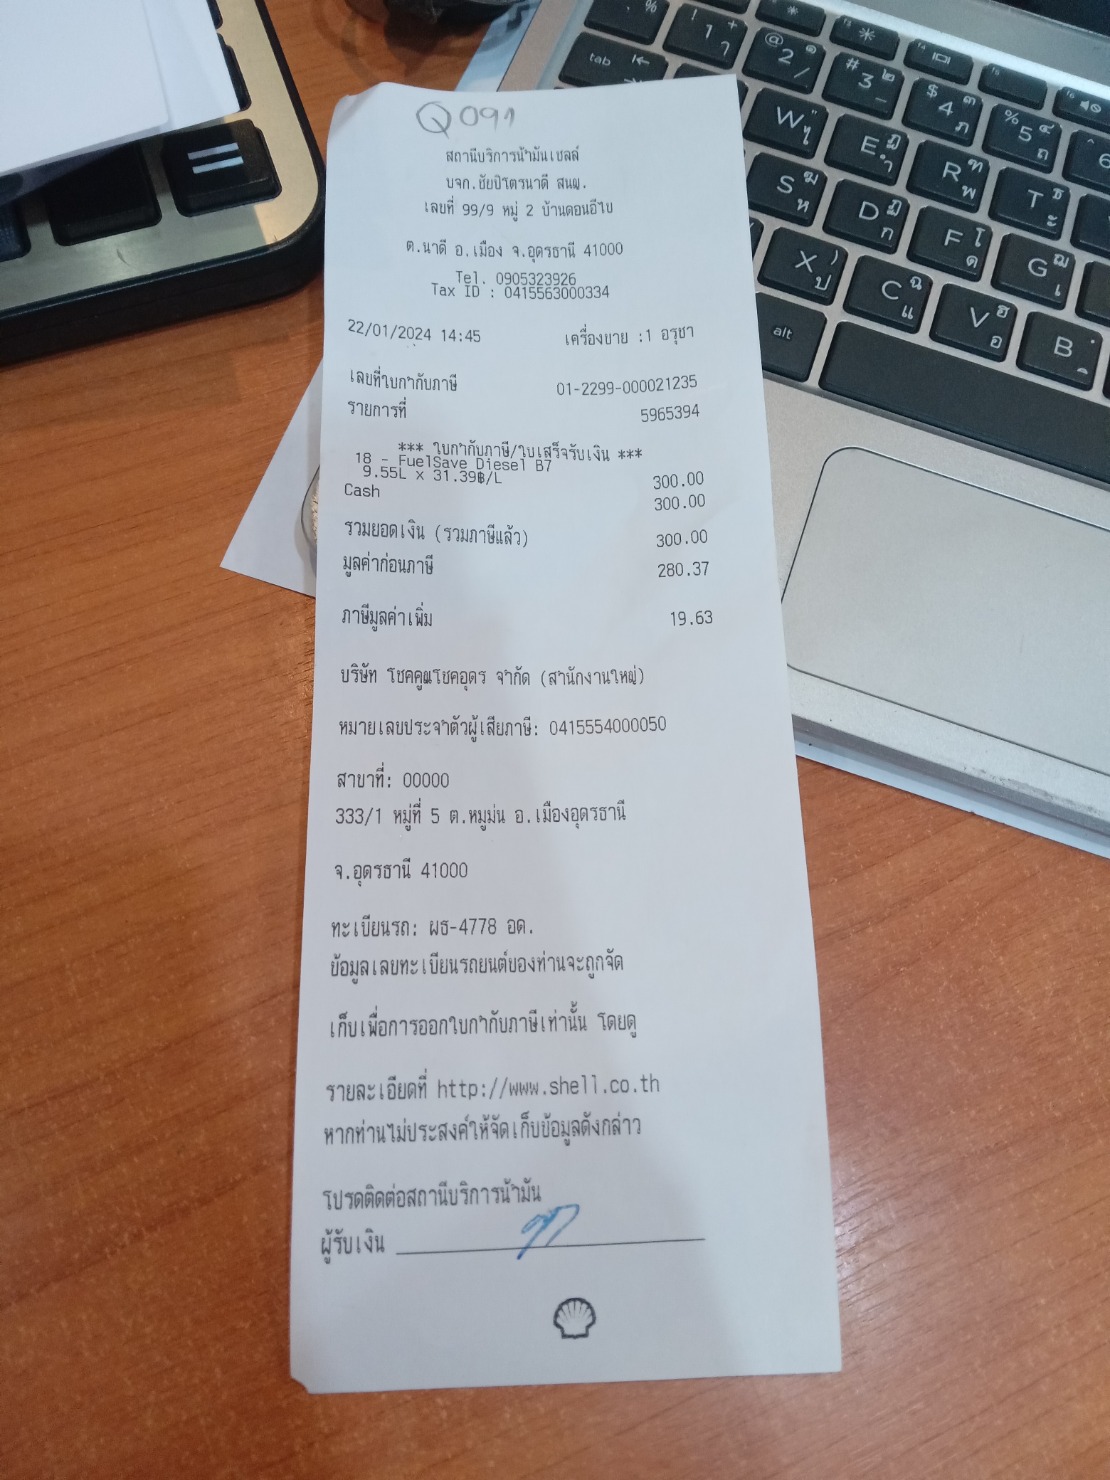 Q091
สถานีบริการน้ำมันเชลล์
บจก.ชัยปิโตรนาดี สนญ.
เลขที่ 99/9 หมู่ 2 บ้านดอนอีไข
ต.นาดี อ.เมือง จ.อุดรธานี 41000
Tel. 0905323926
Tax ID : 0415563000334
22/01/2024 14:45 เครื่องขาย :1 อรุชา
เลขที่ใบกำกับภาษี 01-2299-000021235
รายการที่ 5965394
*** ใบกำกับภาษี/ใบเสร็จรับเงิน ***
18 - FuelSave Diesel B7
9.55L x 31.39฿/L 300.00
Cash 300.00
รวมยอดเงิน (รวมภาษีแล้ว) 300.00
มูลค่าก่อนภาษี 280.37
ภาษีมูลค่าเพิ่ม 19.63
บริษัท โชคคูณโชคอุดร จำกัด (สำนักงานใหญ่)
หมายเลขประจำตัวผู้เสียภาษี: 0415554000050
สาขาที่: 00000
333/1 หมู่ที่ 5 ต.หมูม่น อ.เมืองอุดรธานี
จ.อุดรธานี 41000
ทะเบียนรถ: ผธ-4778 อด.
ข้อมูลเลขทะเบียนรถยนต์ของท่านจะถูกจัด
เก็บเพื่อการออกใบกำกับภาษีเท่านั้น โดยดู
รายละเอียดที่ http://www.shell.co.th
หากท่านไม่ประสงค์ให้จัดเก็บข้อมูลดังกล่าว
โปรดติดต่อสถานีบริการน้ำมัน
ผู้รับเงิน